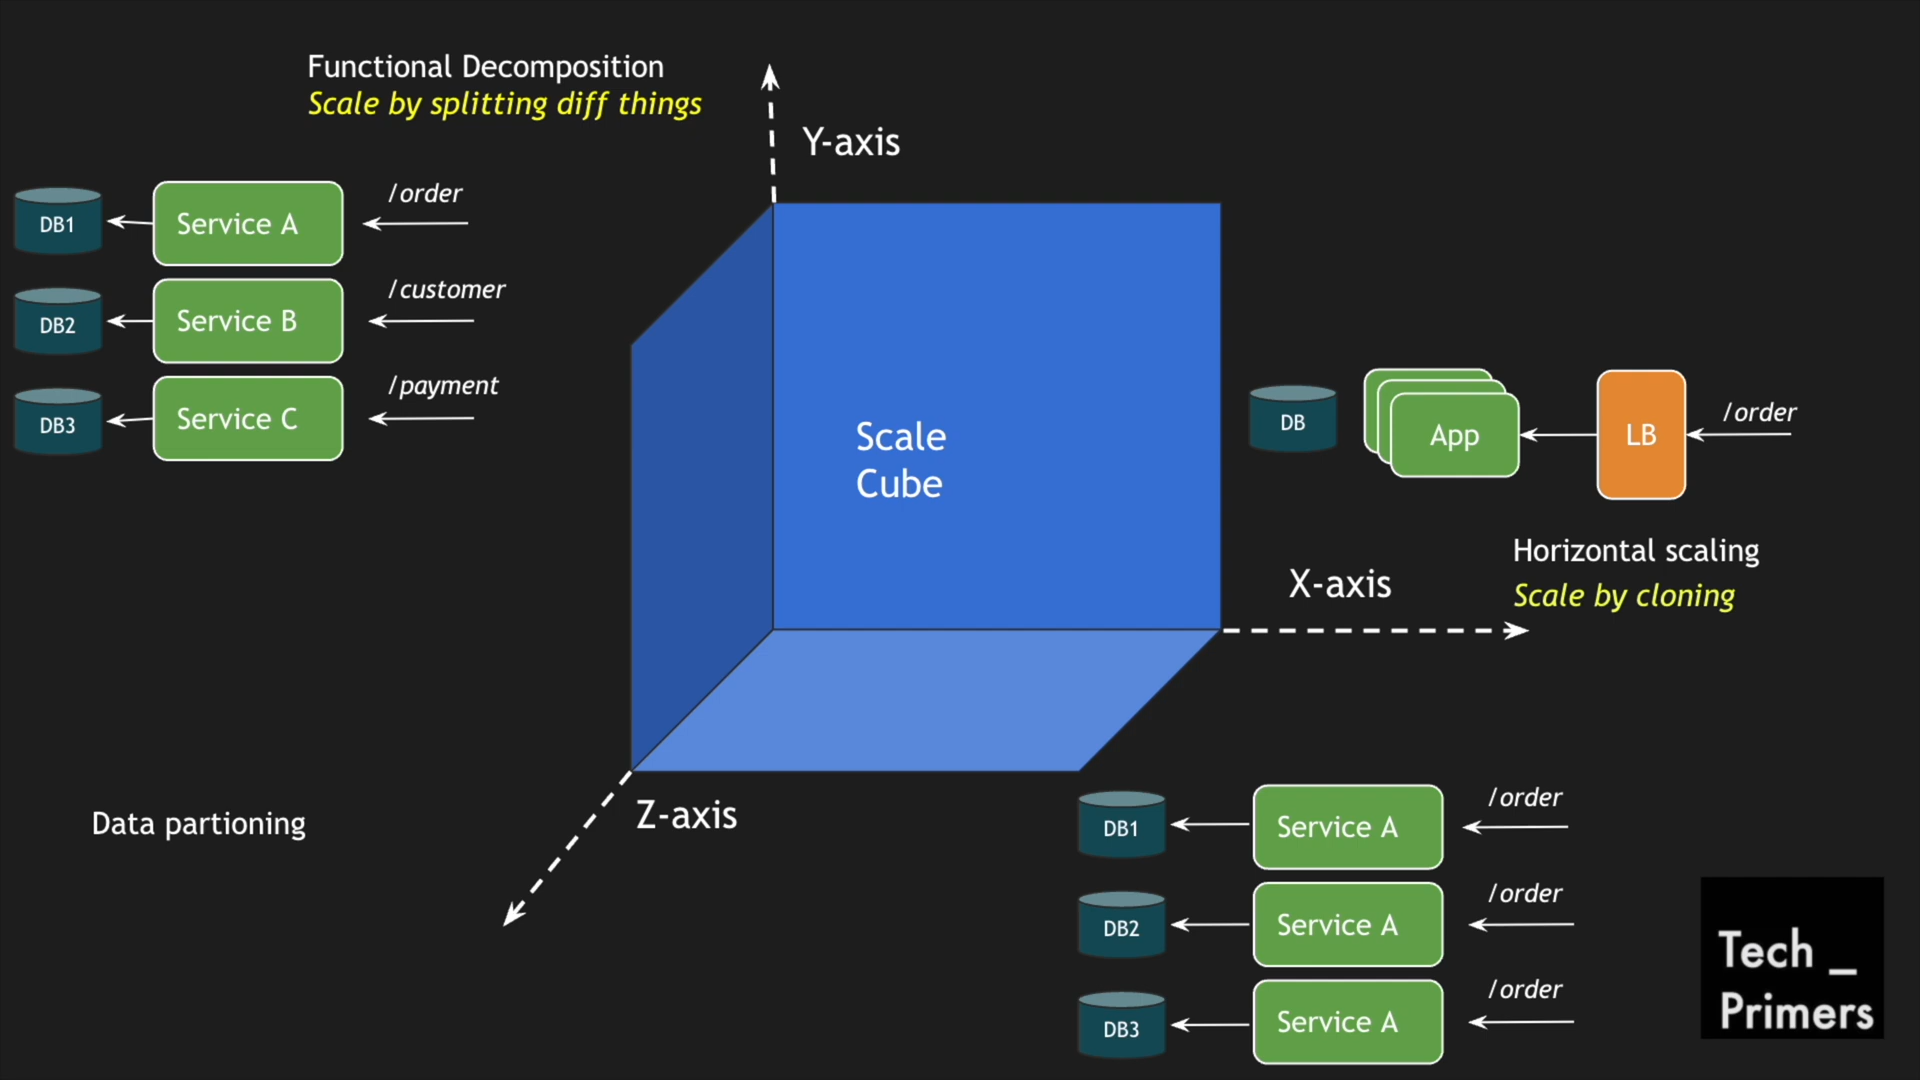 Functional Decomposition
Scale by splitting diff things
Y-axis
DB1
Service A
/order
DB2
Service B
/customer
DB3
Service C
/payment
Scale
Cube
DB
App
LB
/order
Horizontal scaling
Scale by cloning
X-axis
Z-axis
Data partioning
DB1
Service A
/order
DB2
Service A
/order
DB3
Service A
/order
Tech _
Primers